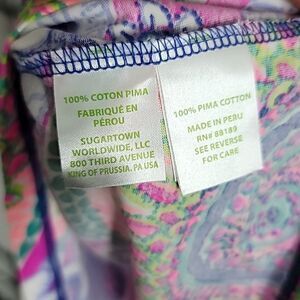 100% COTON PIMA
FABRIQUÉ EN
PÉROU
SUGARTOWN
WORLDWIDE, LLC
800 THIRD AVENUE
KING OF PRUSSIA. PA USA
100% PIMA COTTON
MADE IN PERU
RN# 88189
SEE REVERSE
FOR CARE